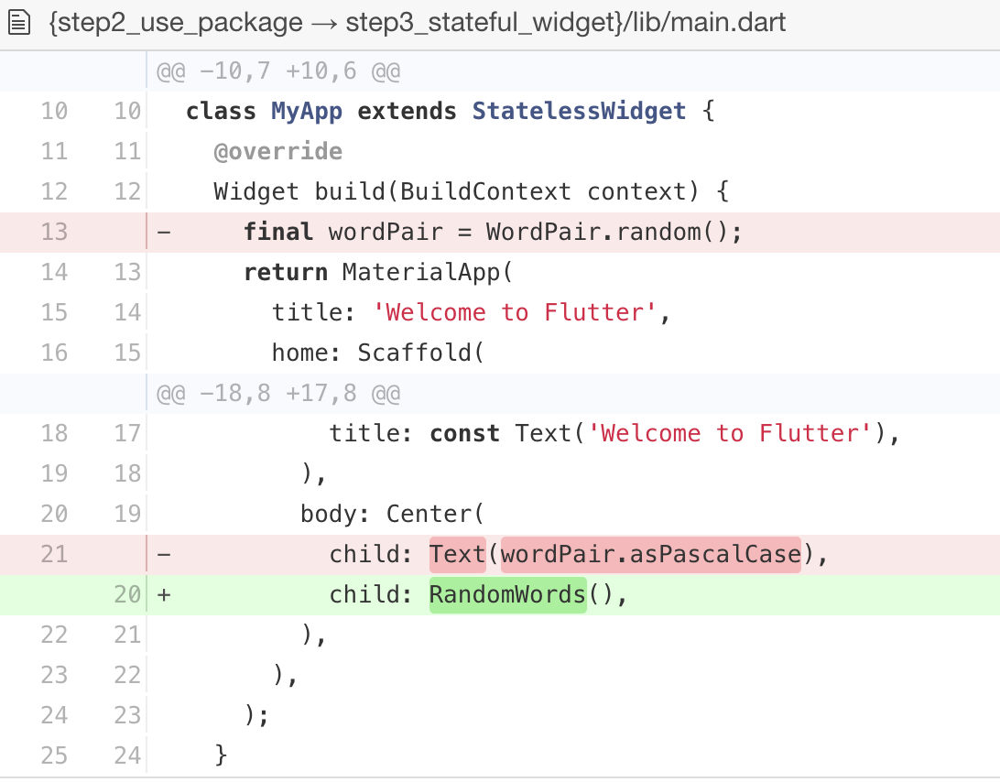 {step2_use_package → step3_stateful_widget}/lib/main.dart
@@ −10,7 +10,6 @@
10 10 class MyApp extends StatelessWidget {
11 11 @override
12 12 Widget build(BuildContext context) {
13 − final wordPair = WordPair.random();
14 13 return MaterialApp(
15 14 title: 'Welcome to Flutter',
16 15 home: Scaffold(
@@ −18,8 +17,8 @@
18 17 title: const Text('Welcome to Flutter'),
19 18 ),
20 19 body: Center(
21 − child: Text(wordPair.asPascalCase),
20 + child: RandomWords(),
22 21 ),
23 22 ),
24 23 );
25 24 }